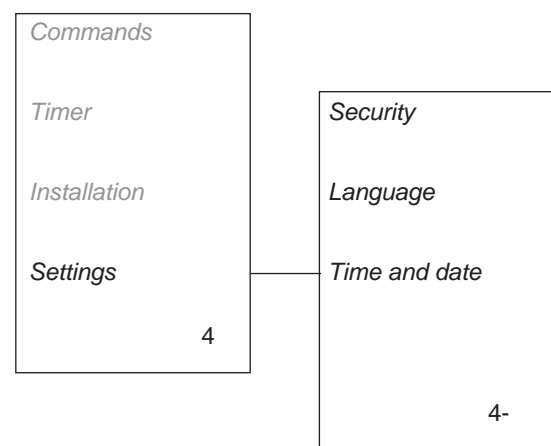 Commands
Timer
Installation
Settings
4
Security
Language
Time and date
4-